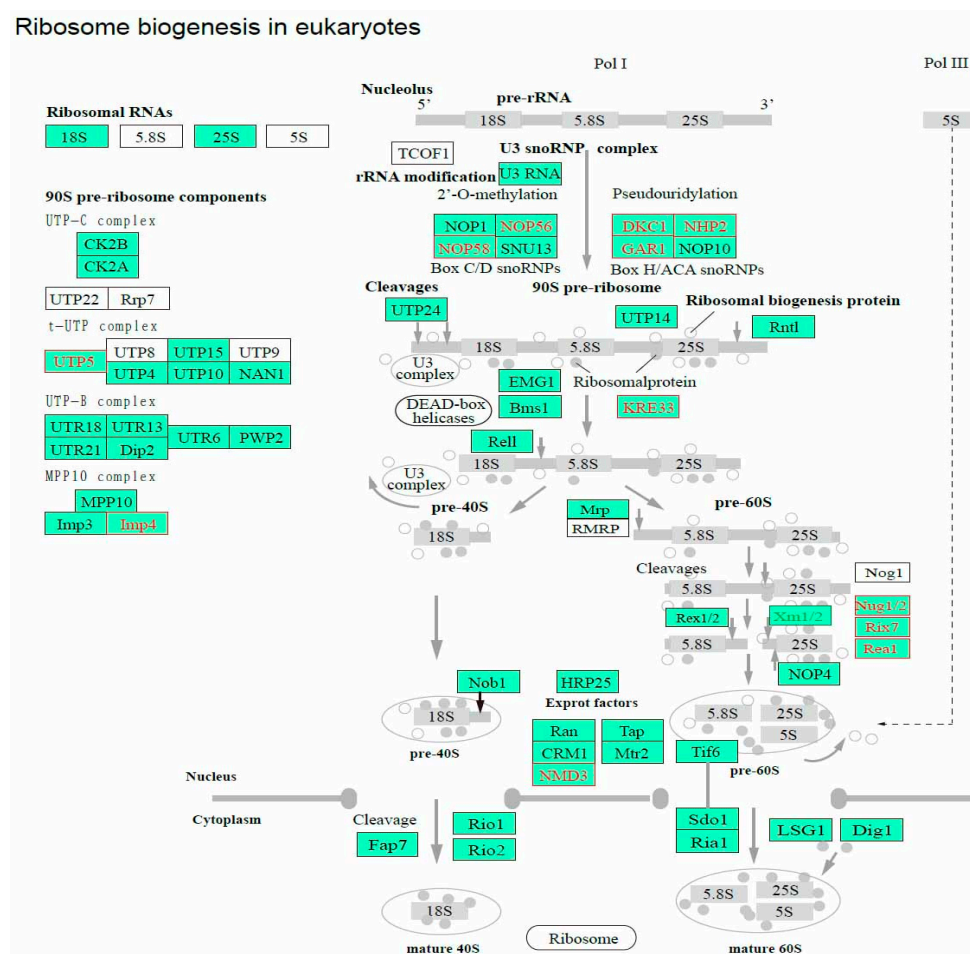 Ribosome biogenesis in eukaryotes
Pol I
Pol III
Nucleolus
pre-rRNA
5’
3’
18S
5.8S
25S
5S
Ribosomal RNAs
18S
5.8S
25S
5S
TCOF1
U3 snoRNP complex
rRNA modification
U3 RNA
2’-O-methylation
Pseudouridylation
NOP1
NOP56
NOP58
SNU13
Box C/D snoRNPs
DKC1
NHP2
GAR1
NOP10
Box H/ACA snoRNPs
90S pre-ribosome components
UTP-C complex
CK2B
CK2A
UTP22
Rrp7
t-UTP complex
UTP5
UTP8
UTP15
UTP9
UTP4
UTP10
NAN1
UTP-B complex
UTR18
UTR13
UTR6
PWP2
UTR21
Dip2
MPP10 complex
MPP10
Imp3
Imp4
Cleavages
90S pre-ribosome
UTP24
UTP14
Ribosomal biogenesis protein
Rntl
18S
5.8S
25S
U3
complex
EMG1
Ribosomalprotein
DEAD-box
helicases
Bms1
KRE33
Rell
18S
5.8S
25S
U3
complex
pre-40S
pre-60S
Mrp
RMRP
18S
5.8S
25S
Cleavages
Nog1
5.8S
25S
Nug1/2
Rix7
Rea1
Rex1/2
Xm1/2
5.8S
25S
NOP4
Nob1
HRP25
Exprot factors
18S
pre-40S
Ran
Tap
CRM1
Mtr2
NMD3
5.8S
25S
5S
Tif6
pre-60S
Nucleus
Cytoplasm
Cleavage
Fap7
Rio1
Rio2
Sdo1
Ria1
LSG1
Dig1
18S
mature 40S
Ribosome
5.8S
25S
5S
mature 60S